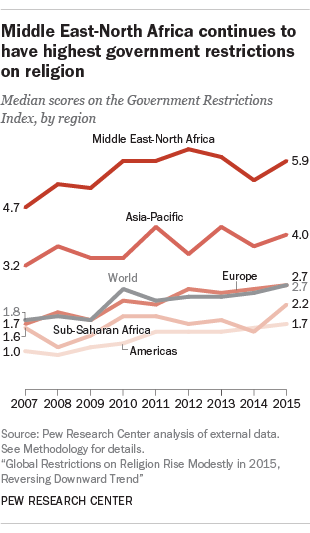 Middle East-North Africa continues to
have highest government restrictions
on religion
Median scores on the Government Restrictions
Index, by region
Middle East-North Africa
5.9
4.7
Asia-Pacific
4.0
3.2
World
Europe
2.7
2.7
1.8
1.7
1.6
2.2
Sub-Saharan Africa
1.7
1.0
Americas
2007 2008 2009 2010 2011 2012 2013 2014 2015
Source: Pew Research Center analysis of external data.
See Methodology for details.
“Global Restrictions on Religion Rise Modestly in 2015,
Reversing Downward Trend”
PEW RESEARCH CENTER